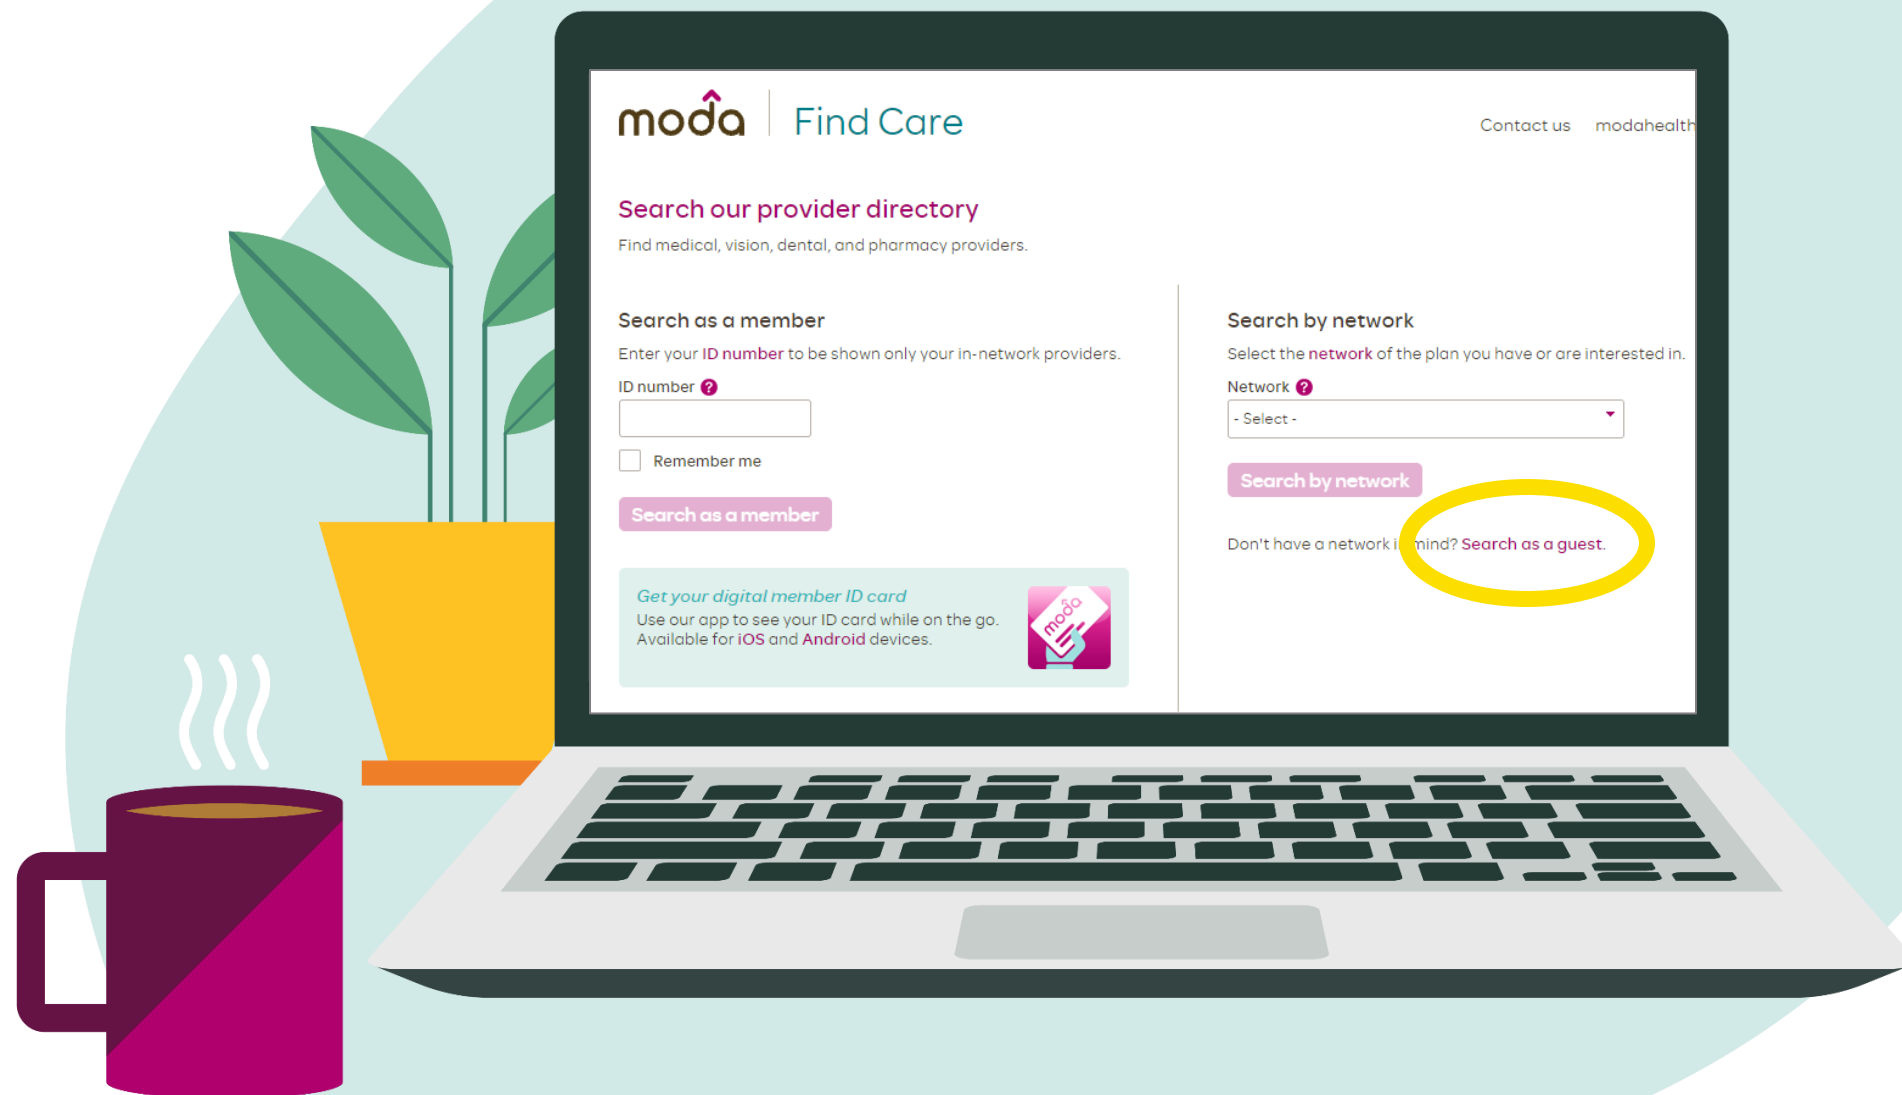 moda
Find Care
Contact us modahealth
Search our provider directory
Find medical, vision, dental, and pharmacy providers.
Search as a member
Enter your ID number to be shown only your in-network providers.
ID number ?
Remember me
Search as a member
Get your digital member ID card
Use our app to see your ID card while on the go.
Available for iOS and Android devices.
moda
Search by network
Select the network of the plan you have or are interested in.
Network ?
- Select -
Search by network
Don't have a network in mind? Search as a guest.